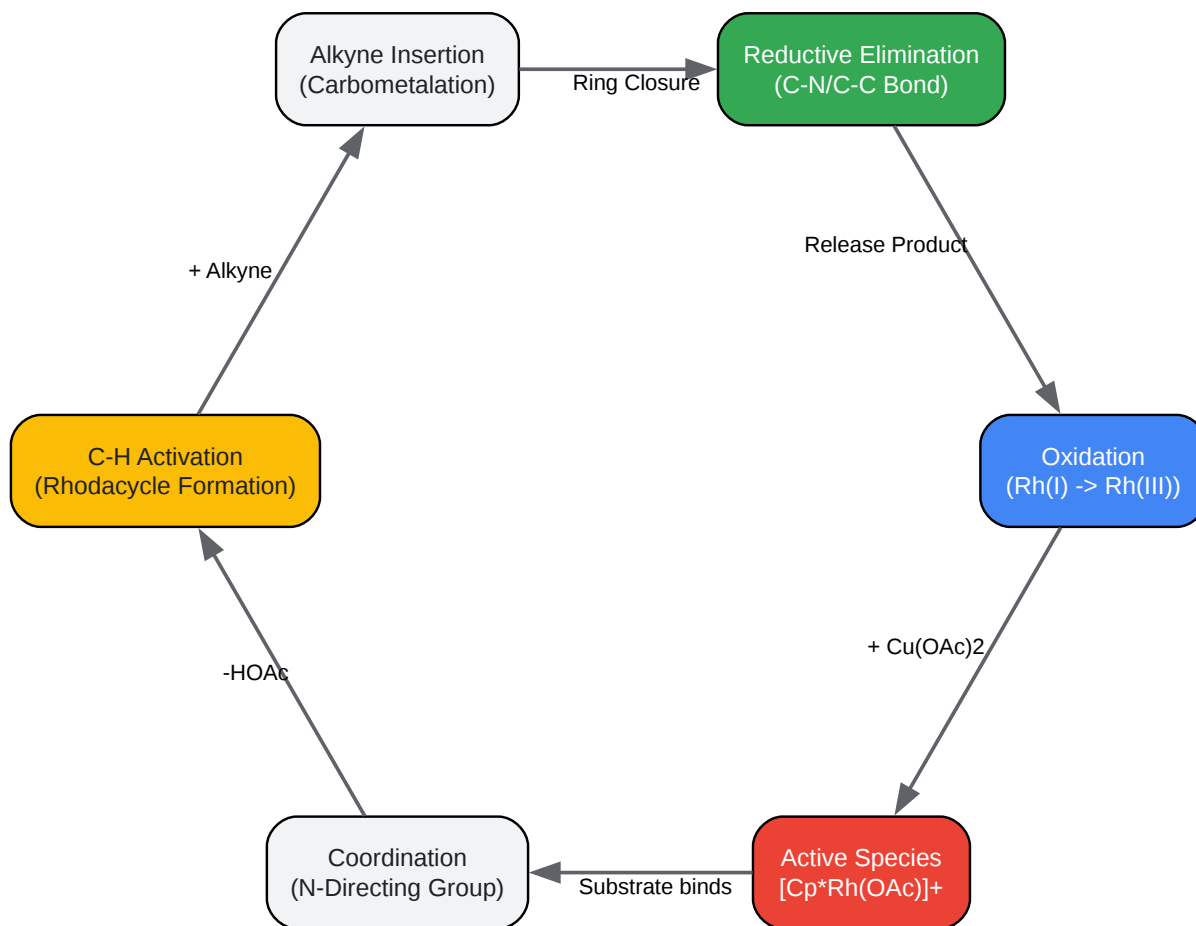 Alkyne Insertion
(Carbometalation)
Ring Closure
Reductive Elimination
(C-N/C-C Bond)
Release Product
+ Alkyne
C-H Activation
(Rhodacycle Formation)
Oxidation
(Rh(I) -> Rh(III))
+ Cu(OAc)2
-HOAc
Coordination
(N-Directing Group)
Substrate binds
Active Species
[Cp*Rh(OAc)]+